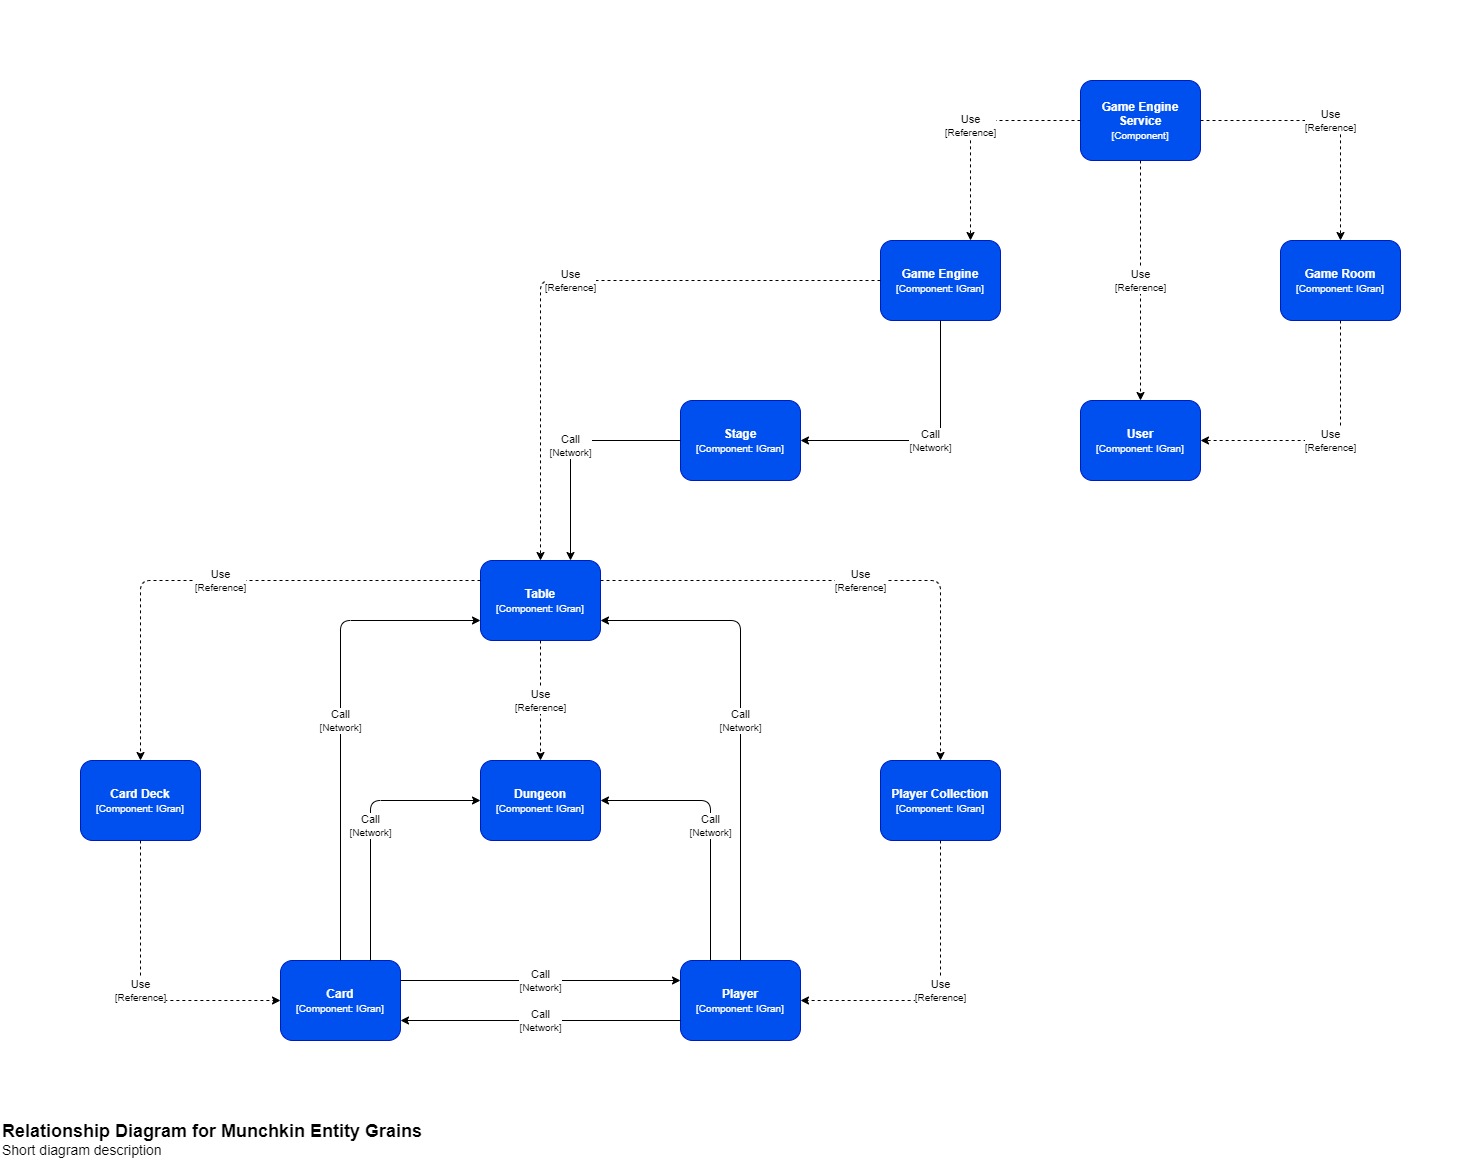 Game Engine
Service
[Component]
Use
[Reference]
Use
[Reference]
Game Engine
[Component: IGran]
Use
[Reference]
Game Room
[Component: IGran]
Use
[Reference]
Stage
[Component: IGran]
Call
[Network]
Call
[Network]
User
[Component: IGran]
Use
[Reference]
Table
[Component: IGran]
Use
[Reference]
Use
[Reference]
Use
[Reference]
Call
[Network]
Call
[Network]
Card Deck
[Component: IGran]
Dungeon
[Component: IGran]
Player Collection
[Component: IGran]
Call
[Network]
Call
[Network]
Use
[Reference]
Card
[Component: IGran]
Call
[Network]
Call
[Network]
Player
[Component: IGran]
Use
[Reference]
Relationship Diagram for Munchkin Entity Grains
Short diagram description